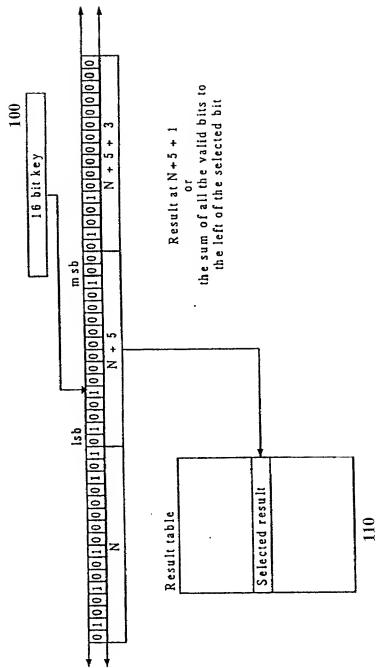 100
16 bit key
lsb
msb
N
N + 5
N + 5 + 3
Result at N+5 + 1
or
the sum of all the valid bits to
the left of the selected bit
Result table
Selected result
110